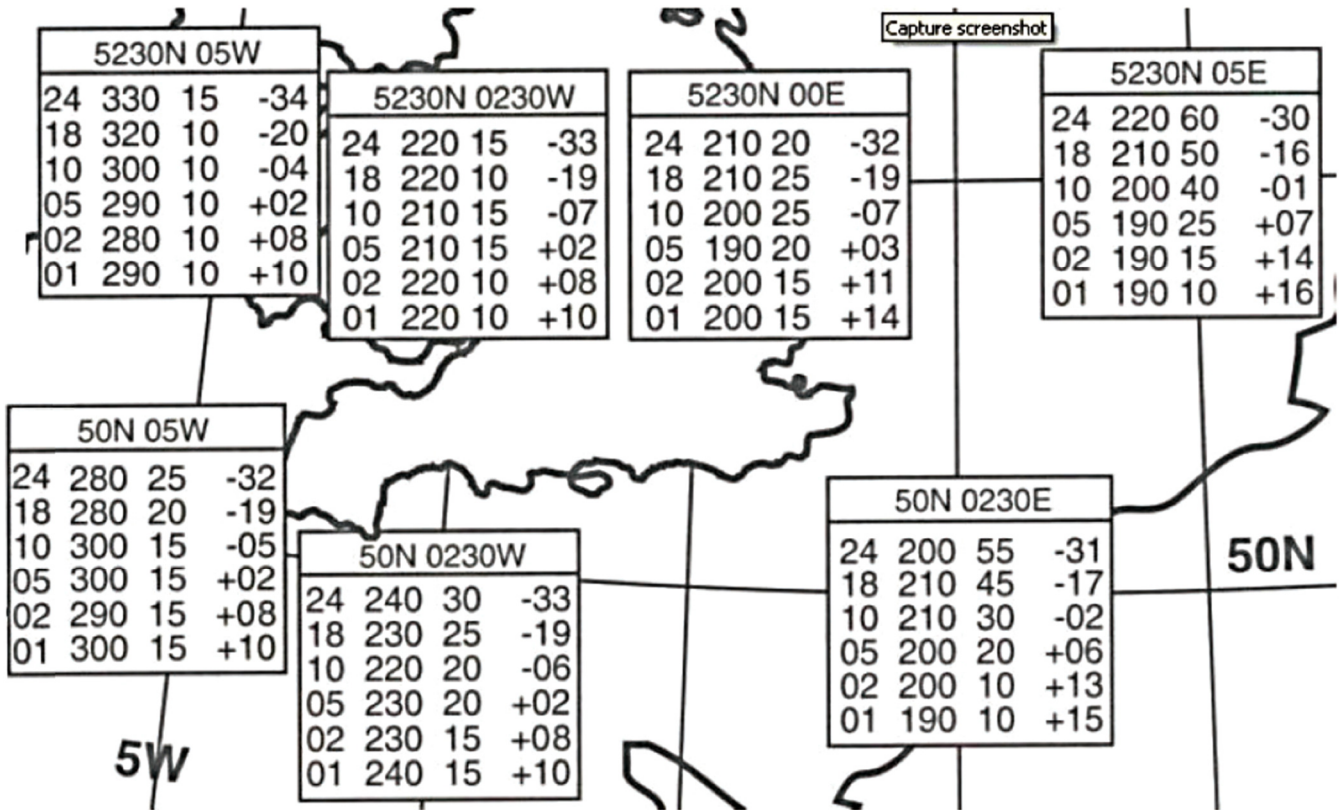 Capture screenshot
5230N 05W
24 330 15 -34
18 320 10 -20
10 300 10 -04
05 290 10 +02
02 280 10 +08
01 290 10 +10
5230N 0230W
24 220 15 -33
18 220 10 -19
10 210 15 -07
05 210 15 +02
02 220 10 +08
01 220 10 +10
5230N 00E
24 210 20 -32
18 210 25 -19
10 200 25 -07
05 190 20 +03
02 200 15 +11
01 200 15 +14
5230N 05E
24 220 60 -30
18 210 50 -16
10 200 40 -01
05 190 25 +07
02 190 15 +14
01 190 10 +16
50N 05W
24 280 25 -32
18 280 20 -19
10 300 15 -05
05 300 15 +02
02 290 15 +08
01 300 15 +10
50N 0230W
24 240 30 -33
18 230 25 -19
10 220 20 -06
05 230 20 +02
02 230 15 +08
01 240 15 +10
50N 0230E
24 200 55 -31
18 210 45 -17
10 210 30 -02
05 200 20 +06
02 200 10 +13
01 190 10 +15
50N
5W